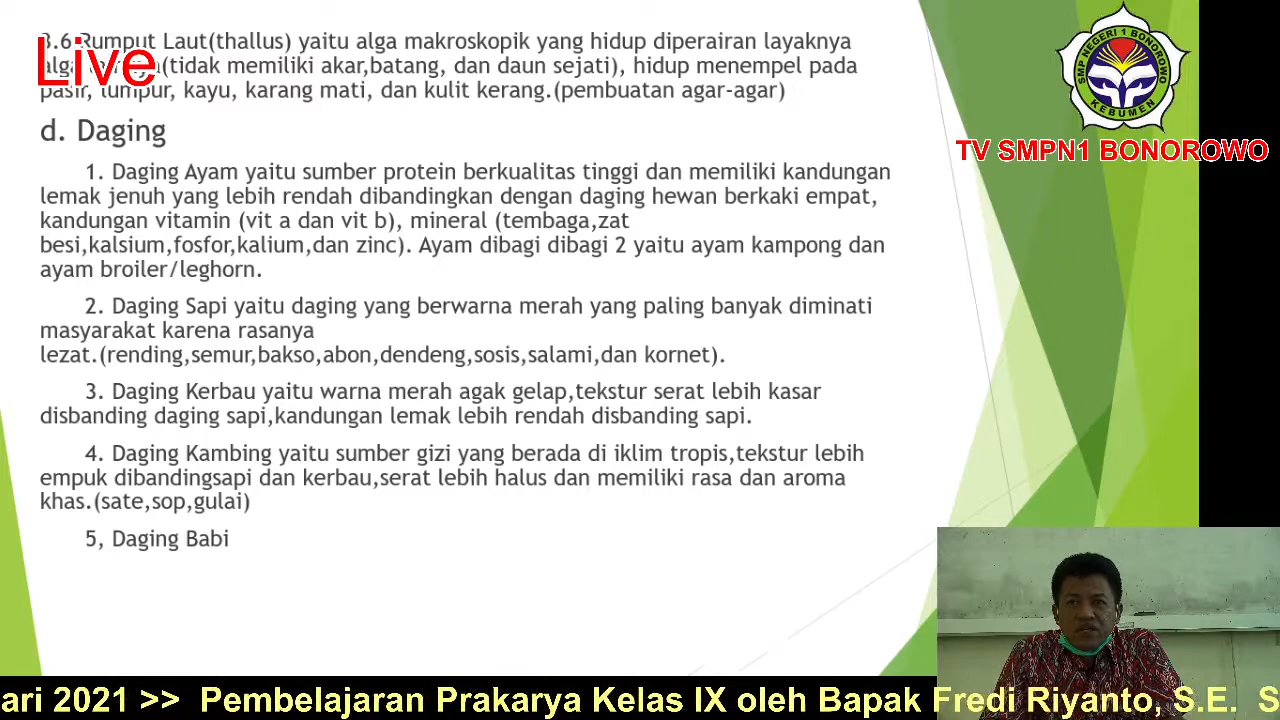 3.6 Rumput Laut(thallus) yaitu alga makroskopik yang hidup diperairan layaknya
(tidak memiliki akar,batang, dan daun sejati), hidup menempel pada
pasir, lumpur, kayu, karang mati, dan kulit kerang.(pembuatan agar-agar)
Live
d. Daging
1. Daging Ayam yaitu sumber protein berkualitas tinggi dan memiliki kandungan
lemak jenuh yang lebih rendah dibandingkan dengan daging hewan berkaki empat,
kandungan vitamin (vit a dan vit b), mineral (tembaga,zat
besi,kalsium,fosfor,kalium,dan zinc). Ayam dibagi dibagi 2 yaitu ayam kampong dan
ayam broiler/leghorn.
2. Daging Sapi yaitu daging yang berwarna merah yang paling banyak diminati
masyarakat karena rasanya
lezat.(rending,semur,bakso,abon,dendeng,sosis,salami,dan kornet).
3. Daging Kerbau yaitu warna merah agak gelap,tekstur serat lebih kasar
disbanding daging sapi,kandungan lemak lebih rendah disbanding sapi.
4. Daging Kambing yaitu sumber gizi yang berada di iklim tropis,tekstur lebih
empuk dibandingsapi dan kerbau,serat lebih halus dan memiliki rasa dan aroma
khas.(sate,sop,gulai)
5, Daging Babi
SMP NEGERI 1 BONOROWO
KEBUMEN
TV SMPN1 BONOROWO
ari 2021 >> Pembelajaran Prakarya Kelas IX oleh Bapak Fredi Riyanto, S.E. S